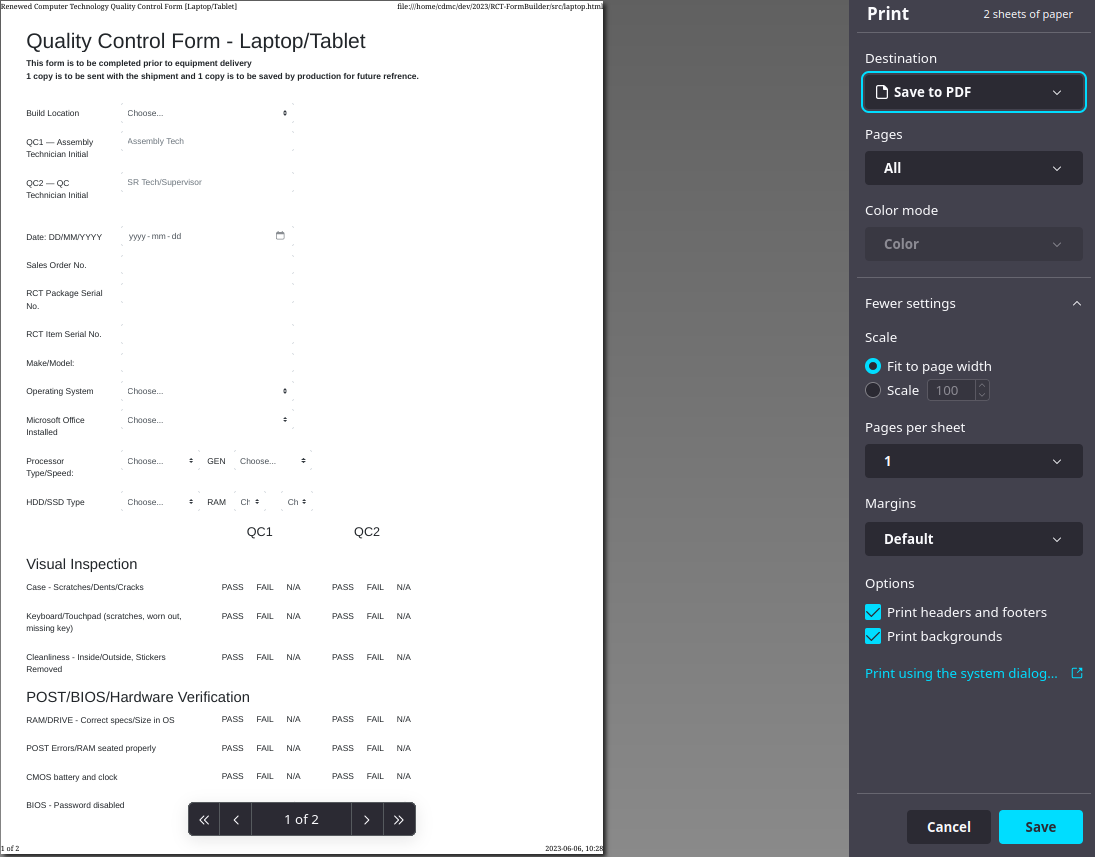 Renewed Computer Technology Quality Control Form [Laptop/Tablet]
file:///home/cdmc/dev/2023/RCT-FormBuilder/src/laptop.html
Quality Control Form - Laptop/Tablet
This form is to be completed prior to equipment delivery
1 copy is to be sent with the shipment and 1 copy is to be saved by production for future refrence.
Build Location Choose...
QC1 — Assembly Technician Initial
Assembly Tech
QC2 — QC Technician Initial
SR Tech/Supervisor
Date: DD/MM/YYYY yyyy-mm-dd
Sales Order No.
RCT Package Serial No.
RCT Item Serial No.
Make/Model:
Operating System Choose...
Microsoft Office Installed
Choose...
Processor Type/Speed:
Choose... GEN Choose...
HDD/SSD Type Choose... RAM Ch Ch
QC1 QC2
Visual Inspection
Case - Scratches/Dents/Cracks PASS FAIL N/A PASS FAIL N/A
Keyboard/Touchpad (scratches, worn out, missing key)
PASS FAIL N/A PASS FAIL N/A
Cleanliness - Inside/Outside, Stickers Removed
PASS FAIL N/A PASS FAIL N/A
POST/BIOS/Hardware Verification
RAM/DRIVE - Correct specs/Size in OS PASS FAIL N/A PASS FAIL N/A
POST Errors/RAM seated properly PASS FAIL N/A PASS FAIL N/A
CMOS battery and clock PASS FAIL N/A PASS FAIL N/A
BIOS - Password disabled
1 of 2
1 of 2
2023-06-06, 10:28
Print
2 sheets of paper
Destination
Save to PDF
Pages
All
Color mode
Color
Fewer settings
Scale
Fit to page width
Scale 100
Pages per sheet
1
Margins
Default
Options
Print headers and footers
Print backgrounds
Print using the system dialog...
Cancel
Save